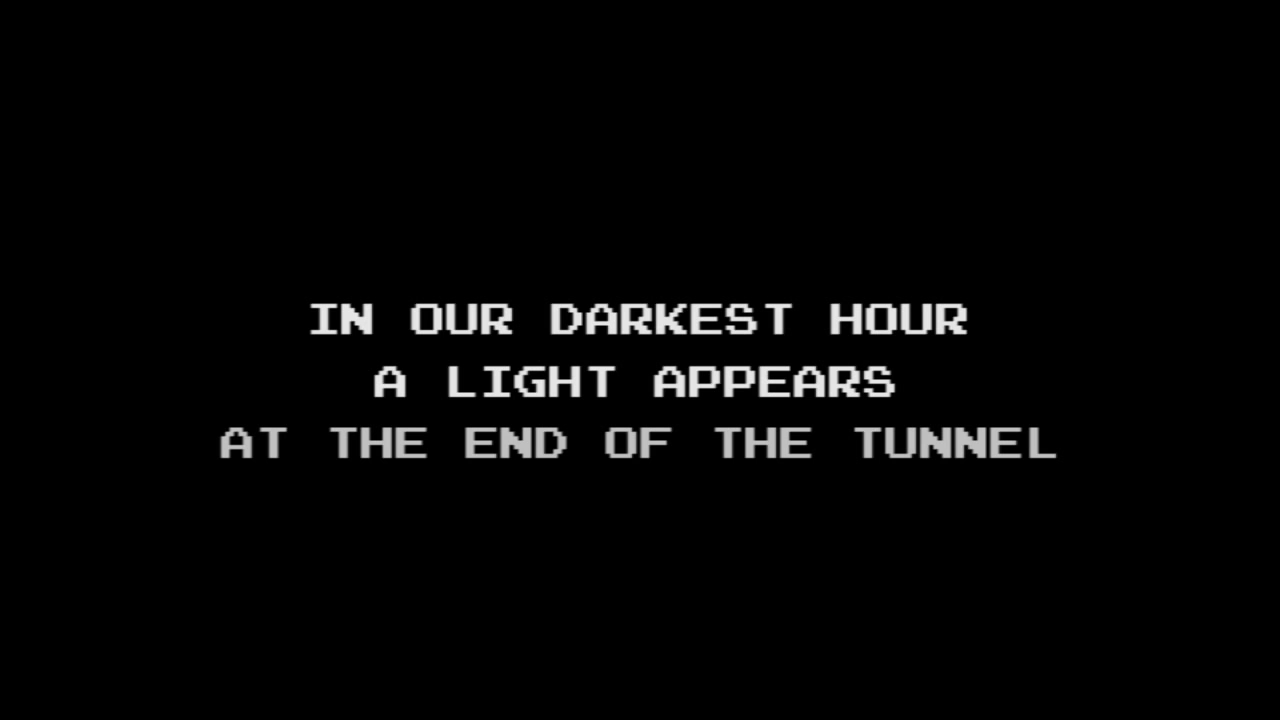 IN OUR DARKEST HOUR
A LIGHT APPEARS
AT THE END OF THE TUNNEL